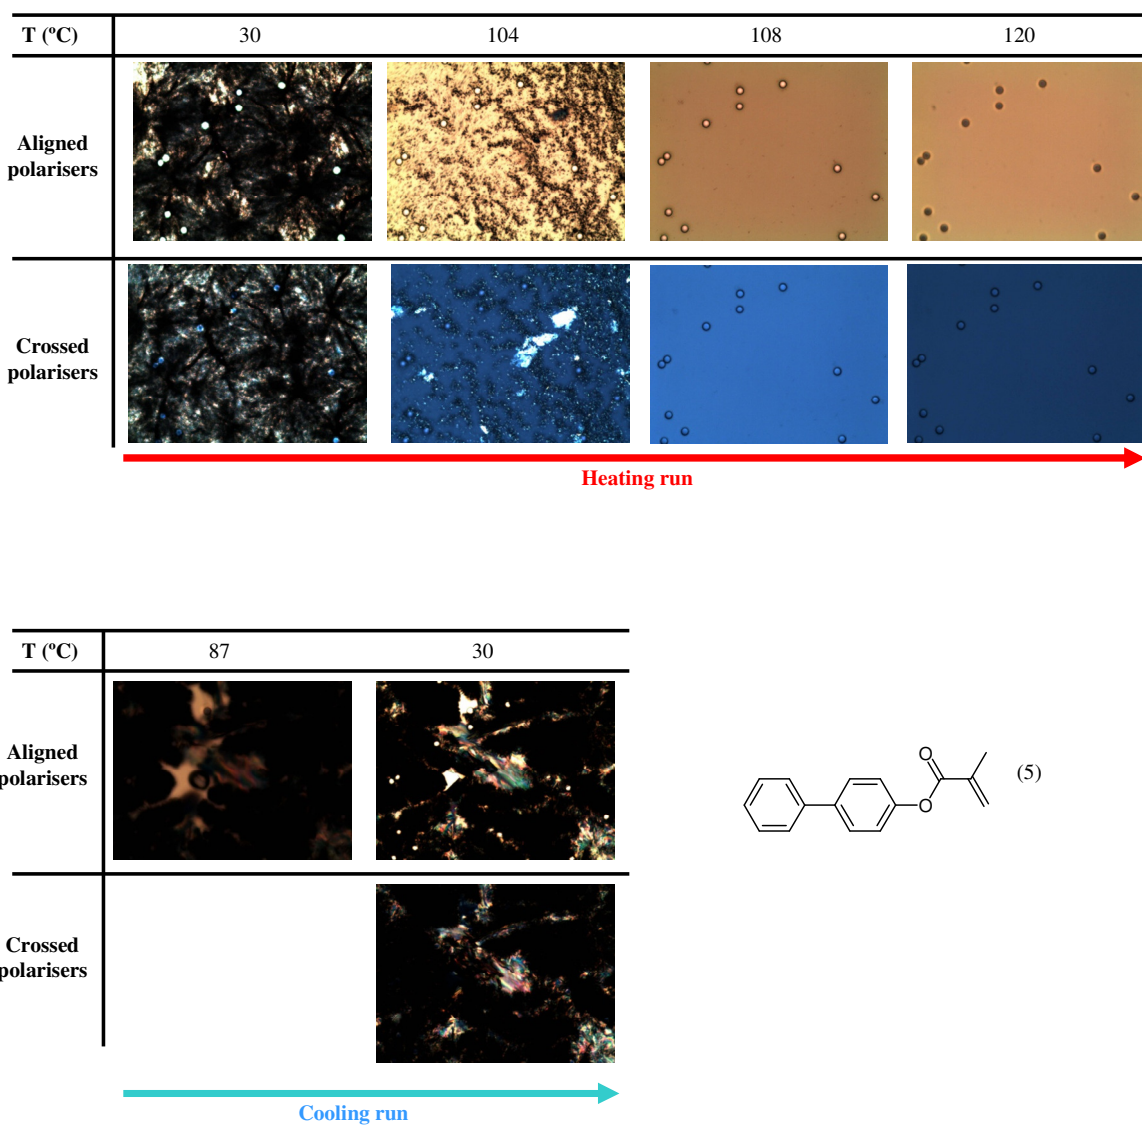 T (ºC) 30 104 108 120
Aligned
polarisers
Crossed
polarisers
Heating run
T (ºC) 87 30
Aligned
polarisers
O
O
(5)
Crossed
polarisers
Cooling run